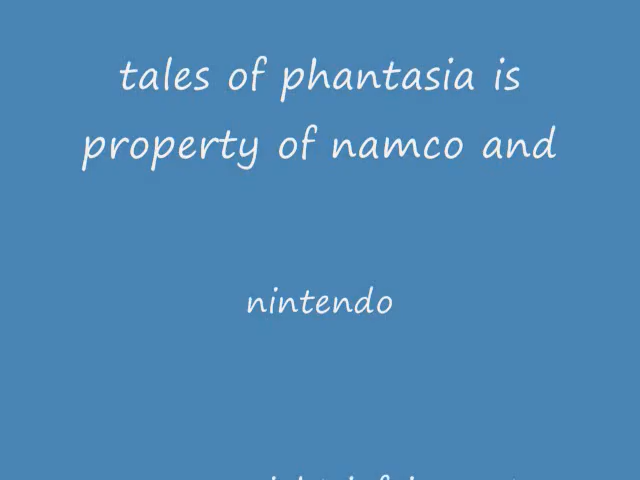 tales of phantasia is
property of namco and
nintendo